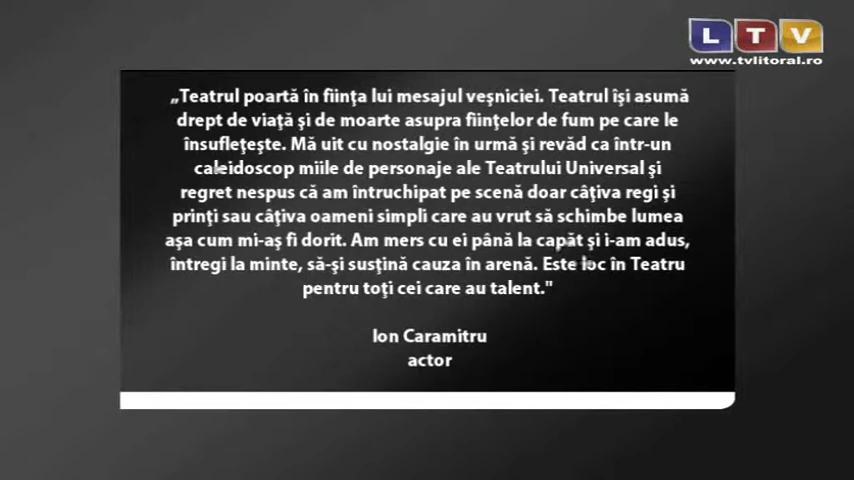 LTV
www.tvlitoral.ro
„Teatrul poartă în fiinţa lui mesajul veşniciei. Teatrul îşi asumă
drept de viaţă şi de moarte asupra fiinţelor de fum pe care le
însufleţeşte. Mă uit cu nostalgie în urmă şi revăd ca într-un
caleidoscop miile de personaje ale Teatrului Universal şi
regret nespus că am întruchipat pe scenă doar câţiva regi şi
prinţi sau câţiva oameni simpli care au vrut să schimbe lumea
aşa cum mi-aş fi dorit. Am mers cu ei până la capăt şi i-am adus,
întregi la minte, să-şi susţină cauza în arenă. Este loc în Teatru
pentru toţi cei care au talent."
Ion Caramitru
actor